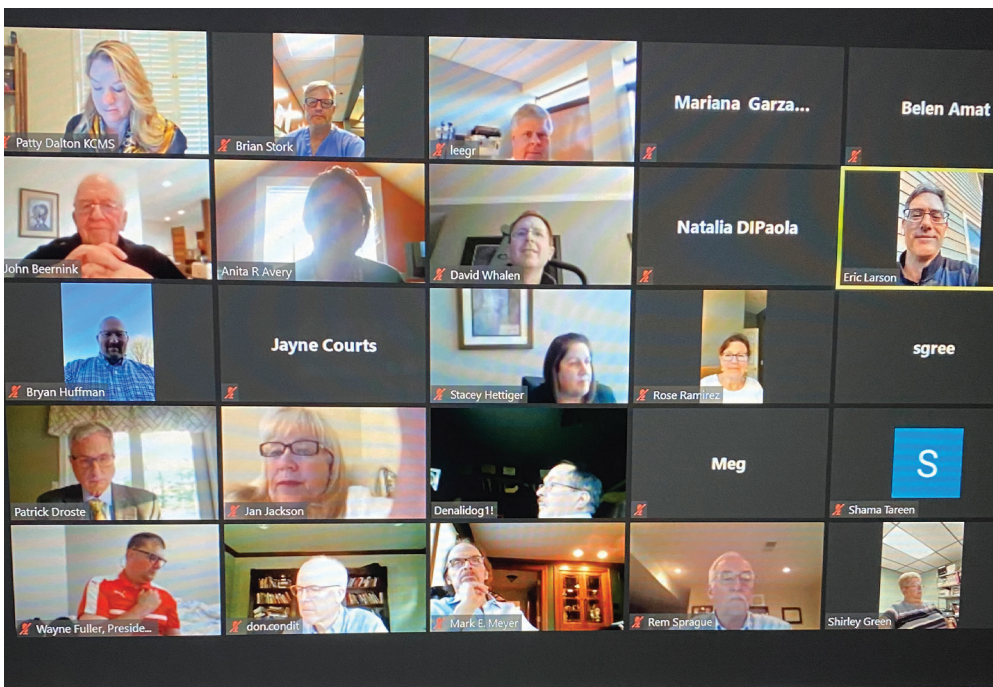 Patty Dalton KCMS
Brian Stork
leegr
Mariana Garza...
Belen Amat
John Beernink
Anita R Avery
David Whalen
Natalia DIPaola
Eric Larson
Bryan Huffman
Jayne Courts
Stacey Hettiger
Rose Ramirez
sgree
Patrick Droste
Jan Jackson
Denalidog1!
Meg
S
Shama Tareen
Wayne Fuller, Preside...
don.condit
Mark E. Meyer
Rem Sprague
Shirley Green